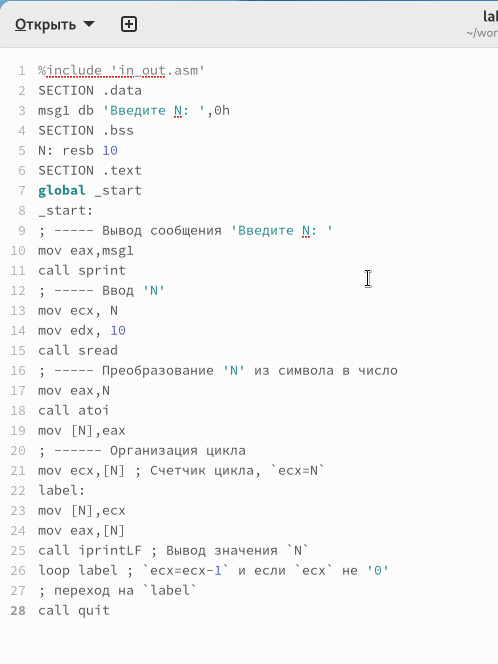 Открыть
lab
~/wor
1 %include 'in_out.asm'
2 SECTION .data
3 msg1 db 'Введите N: ',0h
4 SECTION .bss
5 N: resb 10
6 SECTION .text
7 global _start
8 _start:
9 ; ----- Вывод сообщения 'Введите N: '
10 mov eax,msg1
11 call sprint
12 ; ----- Ввод 'N'
13 mov ecx, N
14 mov edx, 10
15 call sread
16 ; ----- Преобразование 'N' из символа в число
17 mov eax,N
18 call atoi
19 mov [N],eax
20 ; ------ Организация цикла
21 mov ecx,[N] ; Счетчик цикла, `ecx=N`
22 label:
23 mov [N],ecx
24 mov eax,[N]
25 call iprintLF ; Вывод значения `N`
26 loop label ; `ecx=ecx-1` и если `ecx` не '0'
27 ; переход на `label`
28 call quit